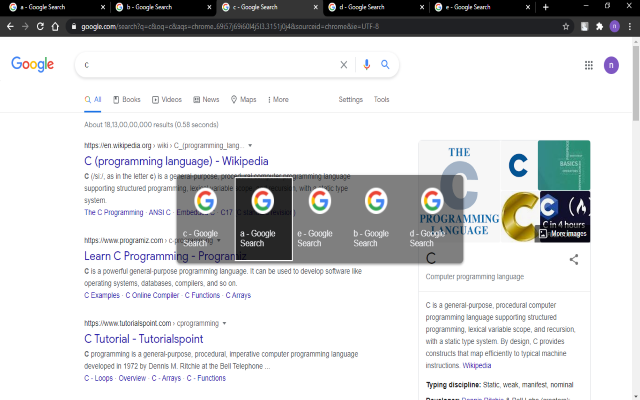 a - Google Search
b - Google Search
c - Google Search
d - Google Search
e - Google Search
google.com/search?q=c&oq=c&aqs=chrome..69i57j69i60l4j5l3.3151j0j4&sourceid=chrome&ie=UTF-8
n
Google
c
n
All
Books
Videos
News
Maps
More
Settings
Tools
About 18,13,00,00,000 results (0.58 seconds)
https://en.wikipedia.org › wiki › C_(programming_lang...
C (programming language) - Wikipedia
C (/siː/, as in the letter c) is a general-purpose, procedural computer programming language
supporting structured programming, lexical variable scope, and recursion, with a static type
system.
The C Programming · ANSI C · Embedded C · C17
https://www.programiz.com › c-programming
Learn C Programming - Programiz
C is a powerful general-purpose programming language. It can be used to develop software like
operating systems, databases, compilers, and so on.
C Examples · C Online Compiler · C Functions · C Arrays
https://www.tutorialspoint.com › cprogramming
C Tutorial - Tutorialspoint
C programming is a general-purpose, procedural, imperative computer programming language
developed in 1972 by Dennis M. Ritchie at the Bell Telephone ...
C - Loops · Overview · C - Arrays · C - Functions
c - Google
Search
a - Google
Search
e - Google
Search
b - Google
Search
d - Google
Search
THE
C
PROGRAMMING
LANGUAGE
C
C
C in 4 hours
More images
C
Computer programming language
C is a general-purpose, procedural computer
programming language supporting structured
programming, lexical variable scope, and recursion,
with a static type system. By design, C provides
constructs that map efficiently to typical machine
instructions. Wikipedia
Typing discipline: Static, weak, manifest, nominal